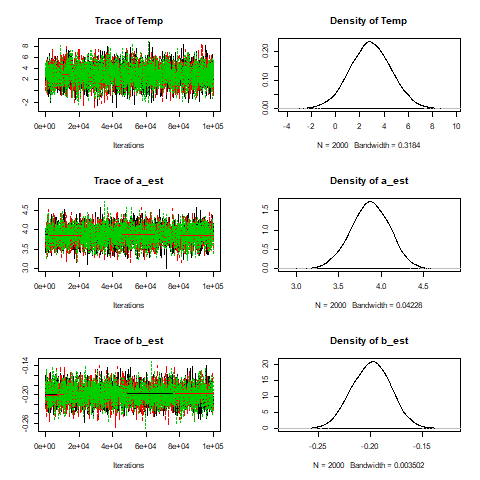 Trace of Temp
8
6
4
2
-2
0e+00 2e+04 4e+04 6e+04 8e+04 1e+05
Iterations
Density of Temp
0.20
0.10
0.00
-4 -2 0 2 4 6 8 10
N = 2000 Bandwidth = 0.3184
Trace of a_est
4.5
4.0
3.5
3.0
0e+00 2e+04 4e+04 6e+04 8e+04 1e+05
Iterations
Density of a_est
1.5
1.0
0.5
0.0
3.0 3.5 4.0 4.5
N = 2000 Bandwidth = 0.04228
Trace of b_est
-0.14
-0.20
-0.26
0e+00 2e+04 4e+04 6e+04 8e+04 1e+05
Iterations
Density of b_est
20
15
10
5
0
-0.25 -0.20 -0.15
N = 2000 Bandwidth = 0.003502